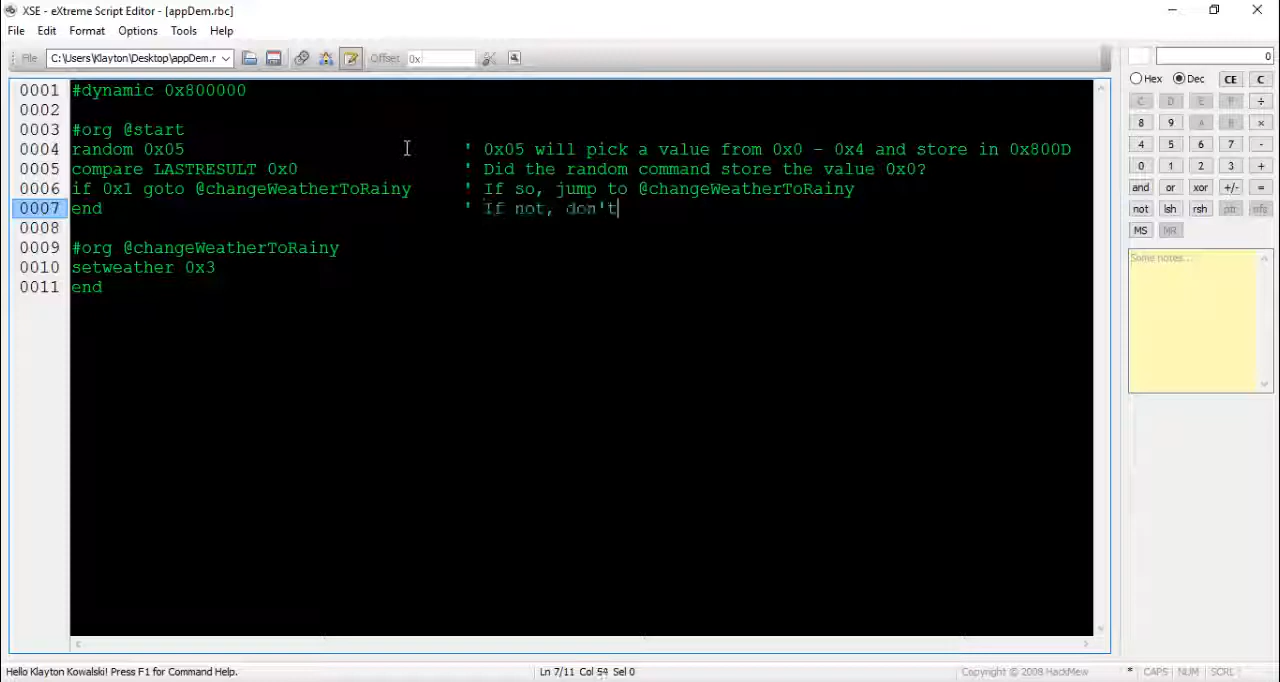 XSE - eXtreme Script Editor - [appDem.rbc]
File Edit Format Options Tools Help
File C:\Users\Klayton\Desktop\appDem.r Offset 0x 0
Hex Dec CE C
0001 #dynamic 0x800000
0002
0003 #org @start
0004 random 0x05 ' 0x05 will pick a value from 0x0 - 0x4 and store in 0x800D
0005 compare LASTRESULT 0x0 ' Did the random command store the value 0x0?
0006 if 0x1 goto @changeWeatherToRainy ' If so, jump to @changeWeatherToRainy
0007 end ' If not, don't
0008
0009 #org @changeWeatherToRainy
0010 setweather 0x3
0011 end
C D E F ÷
8 9 A B ×
4 5 6 7 -
0 1 2 3 +
and or xor +/- =
not lsh rsh
MS MR
Some notes...
Hello Klayton Kowalski! Press F1 for Command Help. Ln 7/11 Col 54 Sel 0 Copyright © 2008 HackMew * CAPS NUM SCRL